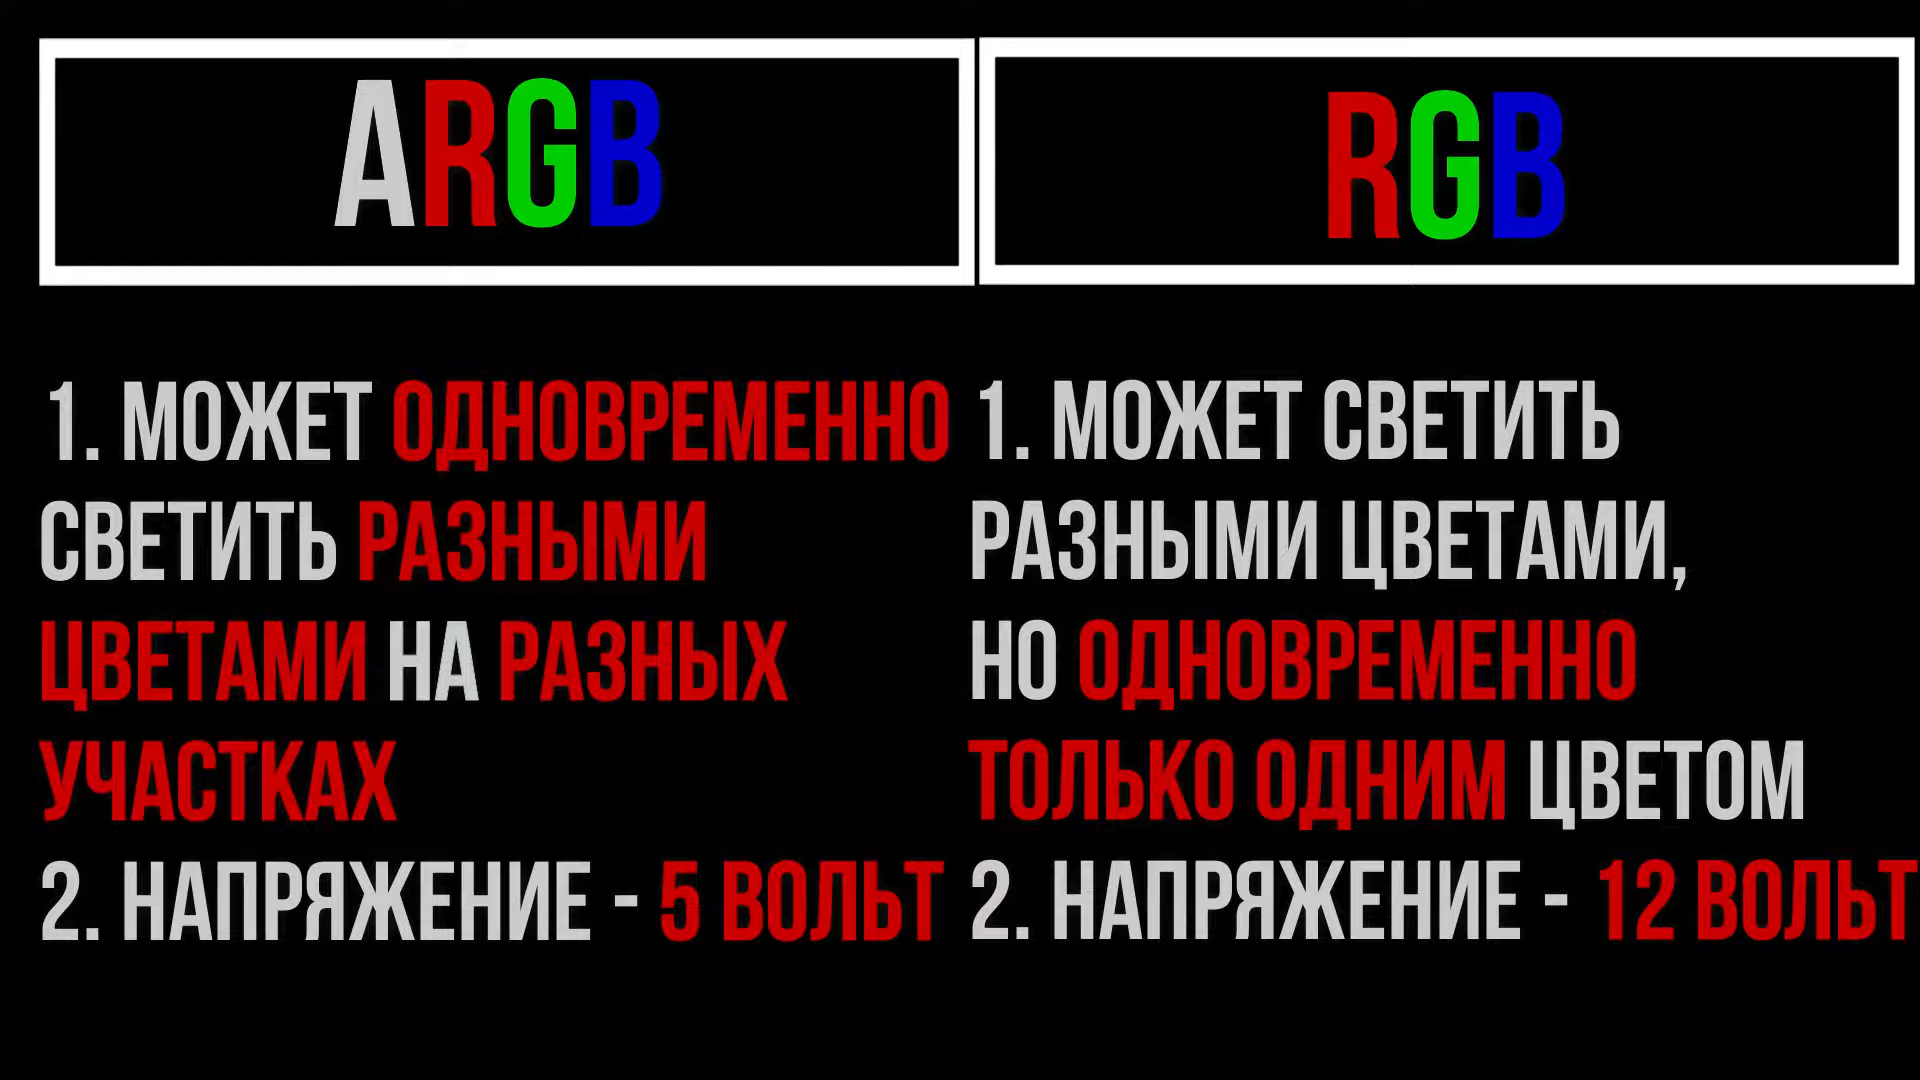 ARGB
1. МОЖЕТ ОДНОВРЕМЕННО
СВЕТИТЬ РАЗНЫМИ
ЦВЕТАМИ НА РАЗНЫХ
УЧАСТКАХ
2. НАПРЯЖЕНИЕ - 5 ВОЛЬТ
RGB
1. МОЖЕТ СВЕТИТЬ
РАЗНЫМИ ЦВЕТАМИ,
НО ОДНОВРЕМЕННО
ТОЛЬКО ОДНИМ ЦВЕТОМ
2. НАПРЯЖЕНИЕ - 12 ВОЛЬТ